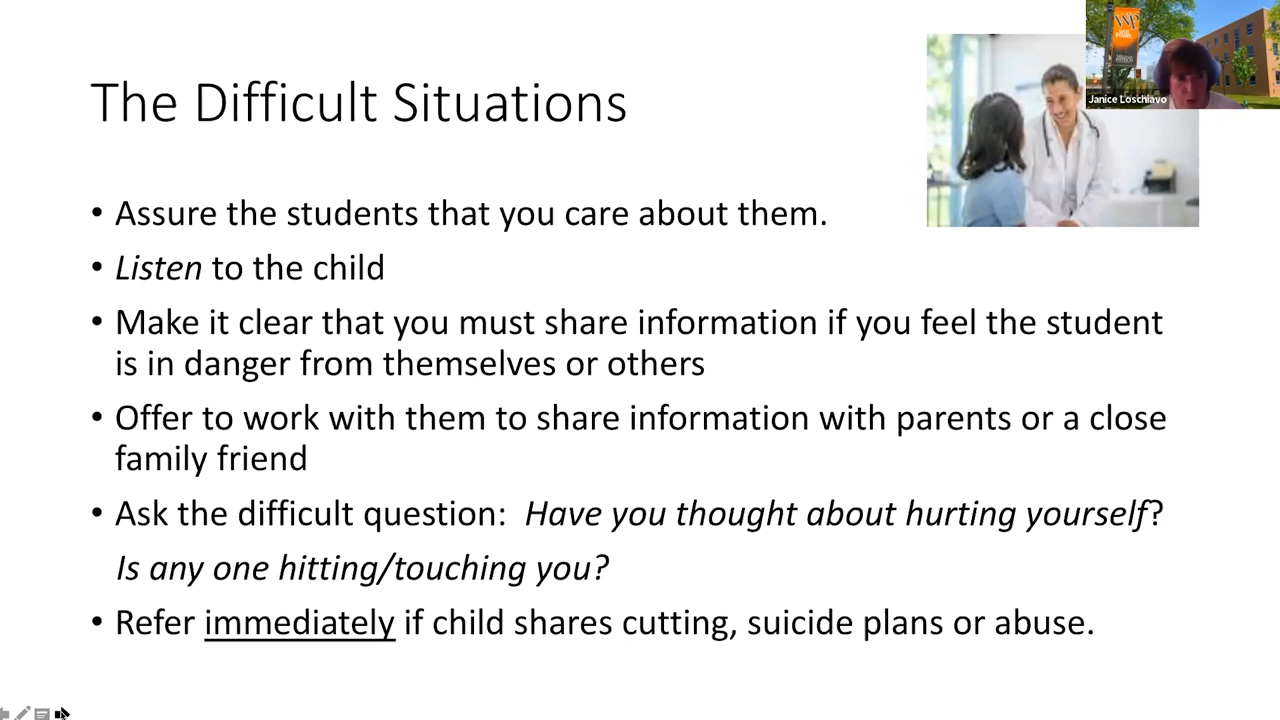 The Difficult Situations
• Assure the students that you care about them.
• Listen to the child
• Make it clear that you must share information if you feel the student
is in danger from themselves or others
• Offer to work with them to share information with parents or a close
family friend
• Ask the difficult question: Have you thought about hurting yourself?
Is any one hitting/touching you?
• Refer immediately if child shares cutting, suicide plans or abuse.
WP
Janice Loschiavo